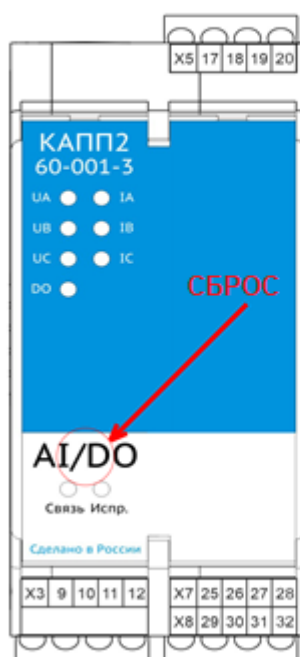 X5 17 18 19 20
КАПП2
60-001-3
UA IA
UB IB
UC IC
DO
СБРОС
AI/DO
Связь Испр.
Сделано в России
X3 9 10 11 12 X7 25 26 27 28
X8 29 30 31 32